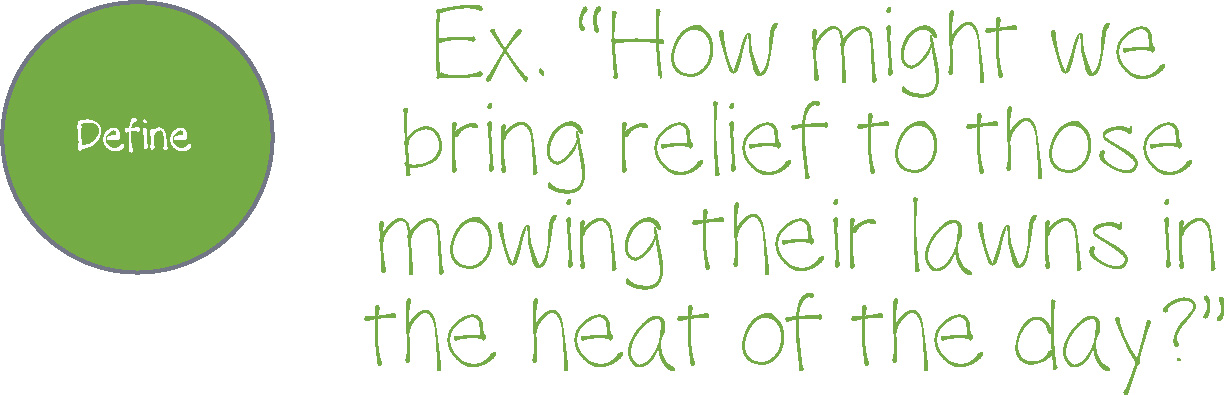 Define
Ex. “How might we
bring relief to those
mowing their lawns in
the heat of the day?”